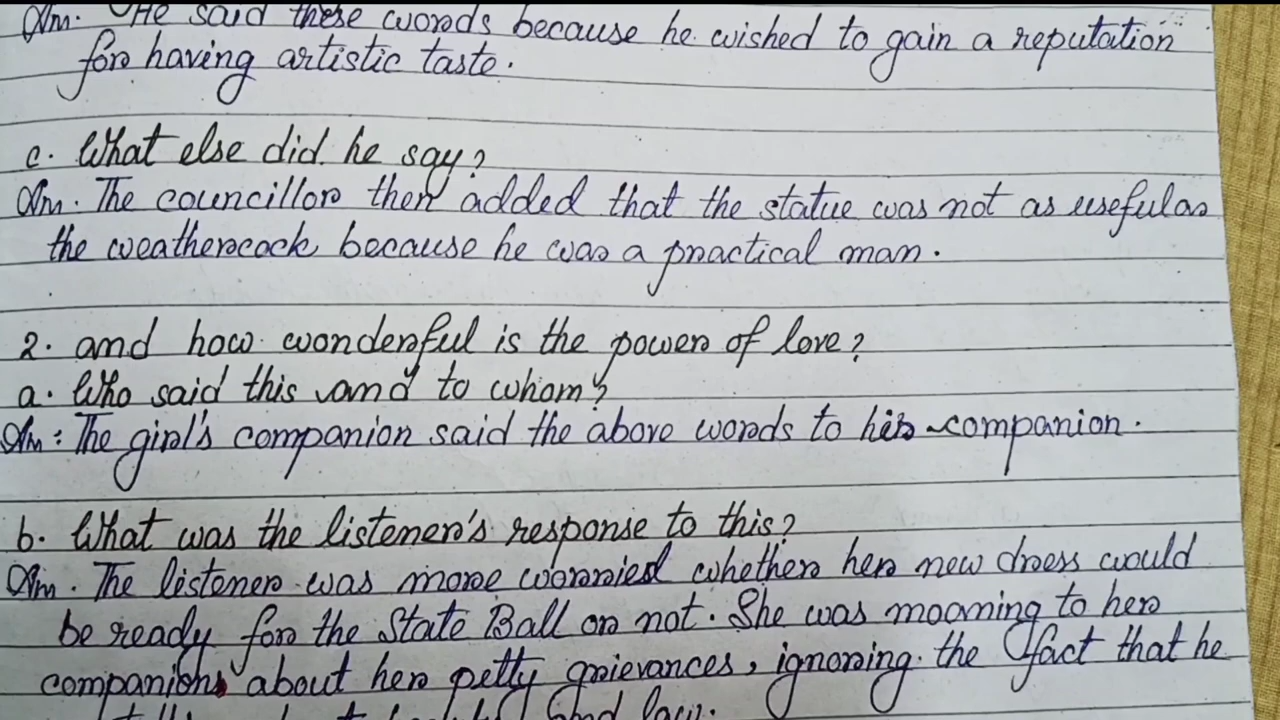 Ans. He said these words because he wished to gain a reputation
for having artistic taste.
c. What else did he say?
Ans. The councillor then added that the statue was not as useful as
the weathercock because he was a practical man.
2. and how wonderful is the power of love?
a. Who said this and to whom?
Ans: The girl's companion said the above words to his companion.
b. What was the listener's response to this?
Ans. The listener was more worried whether her new dress would
be ready for the State Ball or not. She was moaning to her
companion about her petty grievances, ignoring the fact that he
and law.